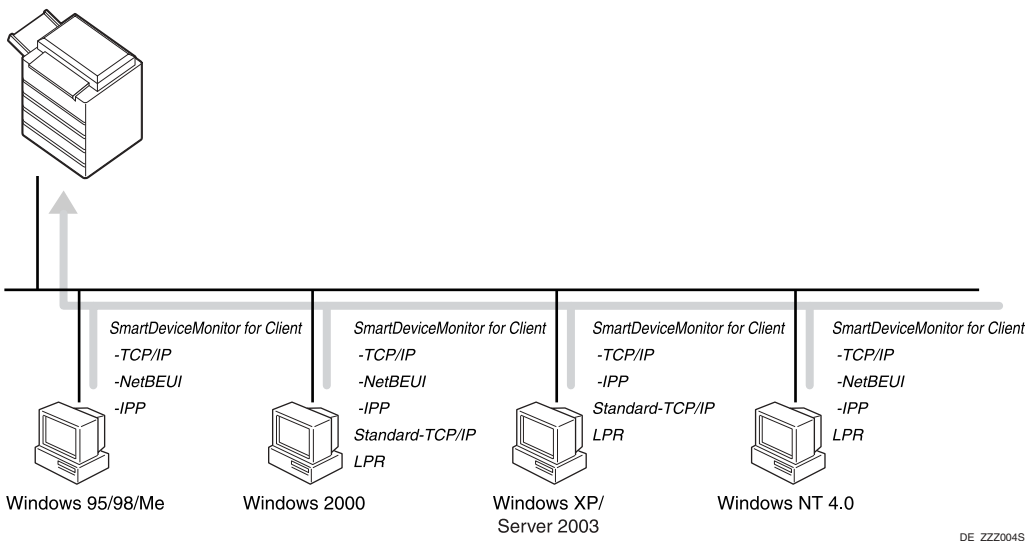 SmartDeviceMonitor for Client
-TCP/IP
-NetBEUI
-IPP
Windows 95/98/Me
SmartDeviceMonitor for Client
-TCP/IP
-NetBEUI
-IPP
Standard-TCP/IP
LPR
Windows 2000
SmartDeviceMonitor for Client
-TCP/IP
-IPP
Standard-TCP/IP
LPR
Windows XP/
Server 2003
SmartDeviceMonitor for Client
-TCP/IP
-NetBEUI
-IPP
LPR
Windows NT 4.0
DE ZZZ004S